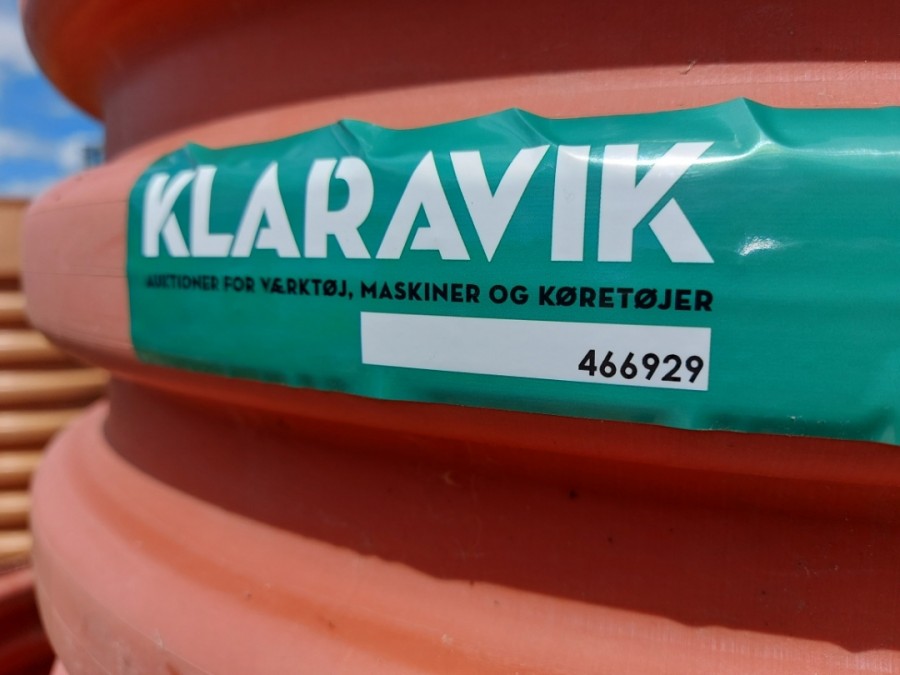 KLARAVIK
AUKTIONER FOR VÆRKTØJ, MASKINER OG KØRETØJER
466929